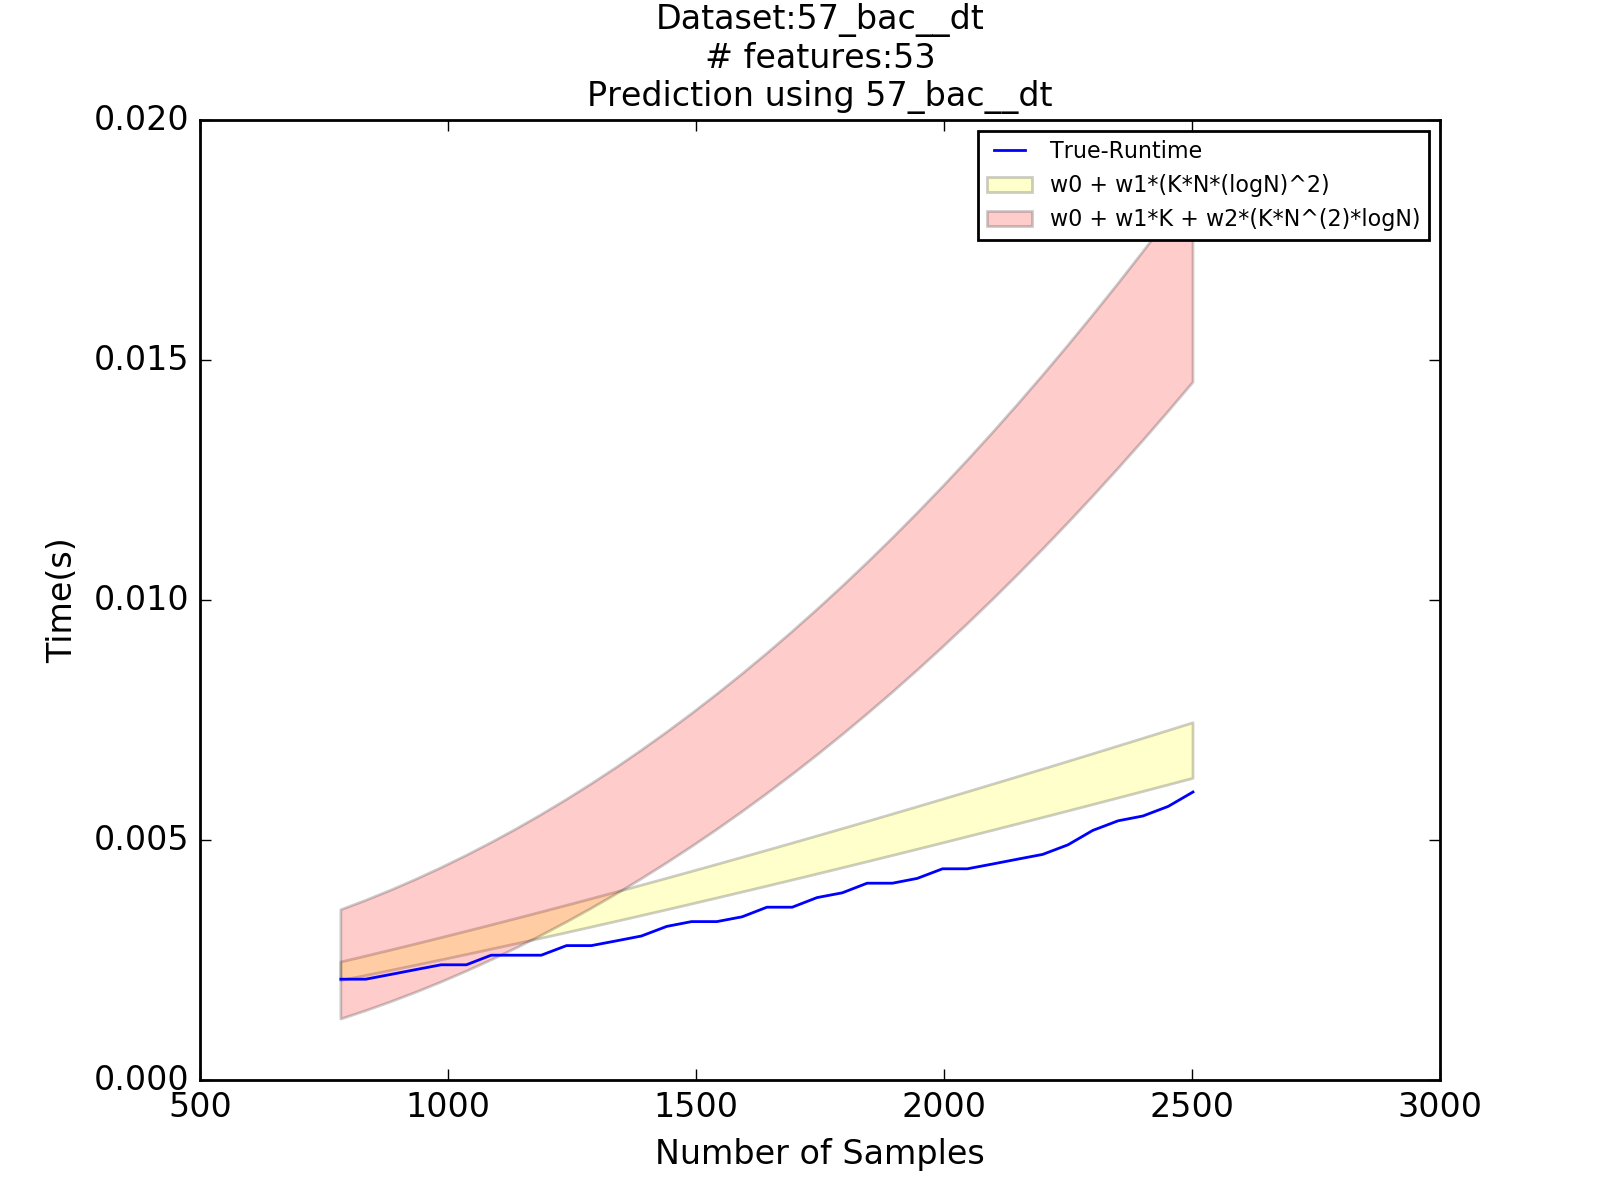 Dataset:57_bac__dt
# features:53
Prediction using 57_bac__dt
True-Runtime
w0 + w1*(K*N*(logN)^2)
w0 + w1*K + w2*(K*N^(2)*logN)
0.020
0.015
0.010
0.005
0.000
Time(s)
500 1000 1500 2000 2500 3000
Number of Samples